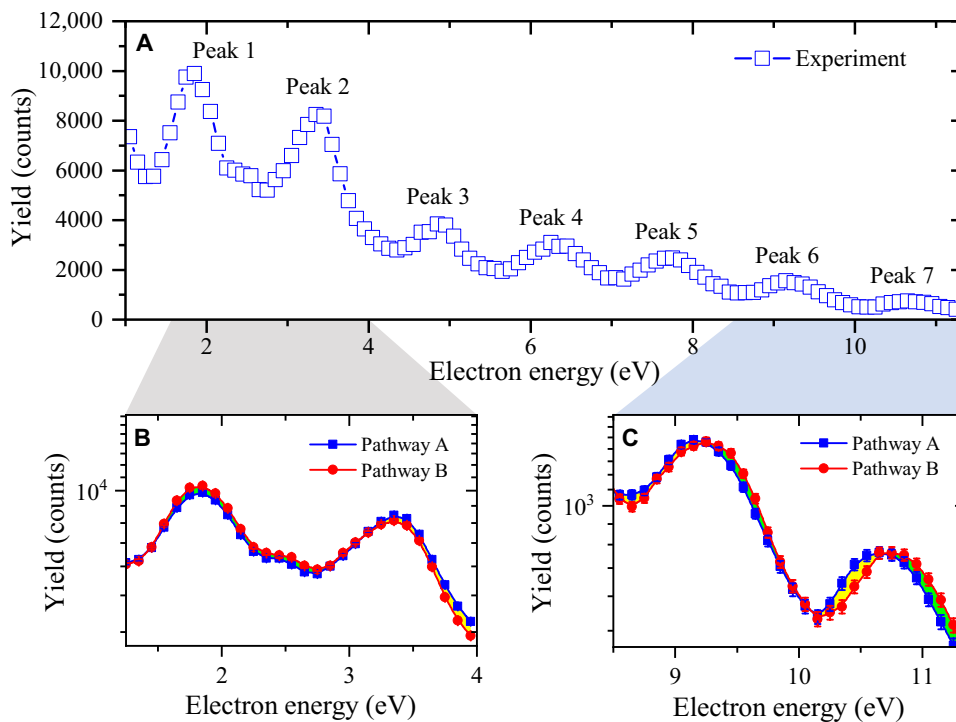 12,000
10,000
8000
6000
4000
2000
0
Yield (counts)
A
Peak 1
Peak 2
Peak 3
Peak 4
Peak 5
Peak 6
Peak 7
Experiment
2
4
6
8
10
Electron energy (eV)
B
Pathway A
Pathway B
10⁴
Yield (counts)
2
3
4
Electron energy (eV)
C
Pathway A
Pathway B
10³
Yield (counts)
9
10
11
Electron energy (eV)